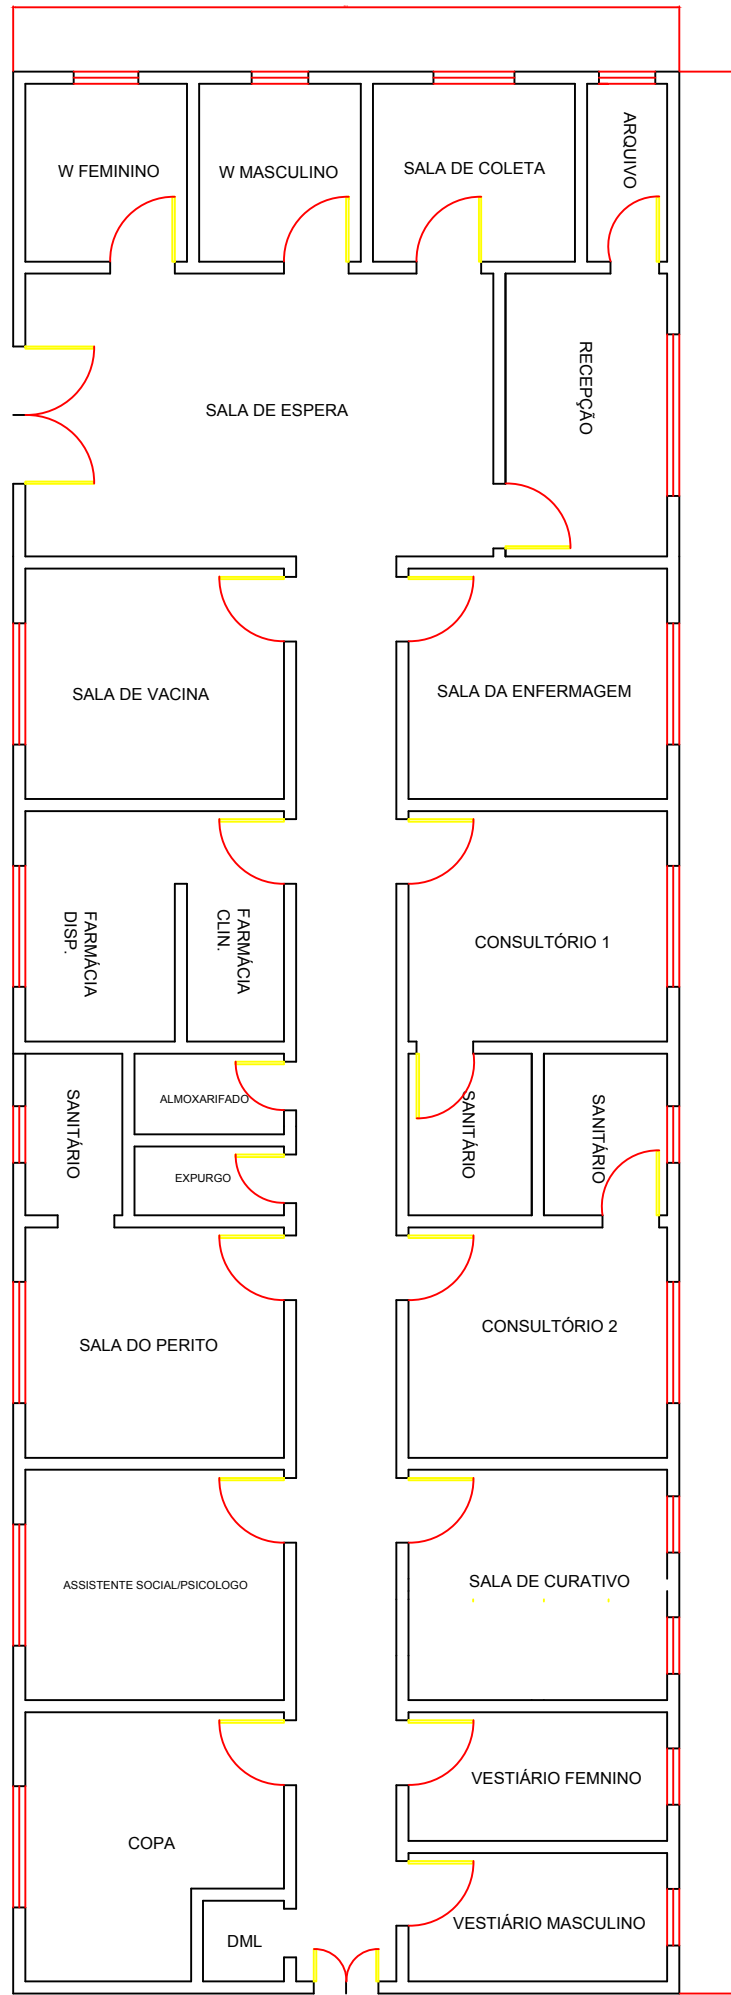 W FEMININO
W MASCULINO
SALA DE COLETA
ARQUIVO
SALA DE ESPERA
RECEPÇÃO
SALA DE VACINA
SALA DA ENFERMAGEM
FARMÁCIA
DISP.
FARMÁCIA
CLIN.
CONSULTÓRIO 1
SANITÁRIO
ALMOXARIFADO
EXPURGO
SANITÁRIO
SANITÁRIO
SALA DO PERITO
CONSULTÓRIO 2
ASSISTENTE SOCIAL/PSICOLOGO
SALA DE CURATIVO
VESTIÁRIO FEMNINO
COPA
VESTIÁRIO MASCULINO
DML